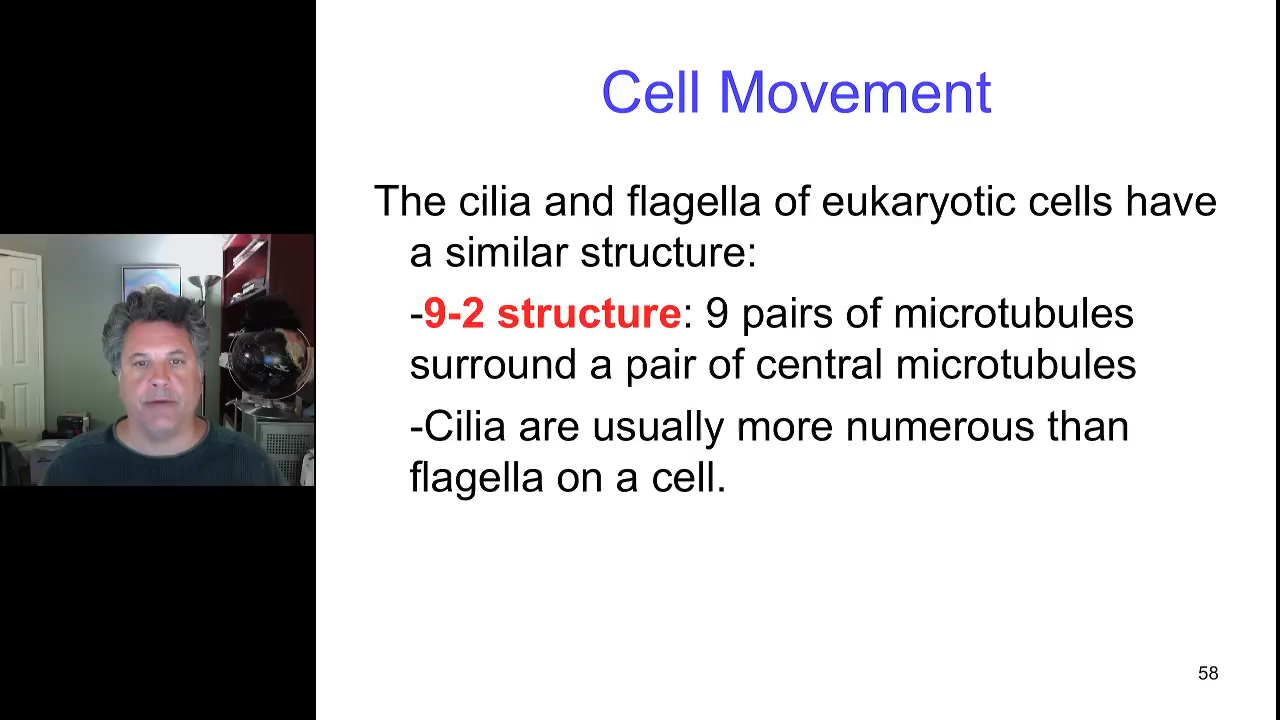 Cell Movement
The cilia and flagella of eukaryotic cells have
a similar structure:
-9-2 structure: 9 pairs of microtubules
surround a pair of central microtubules
-Cilia are usually more numerous than
flagella on a cell.
58